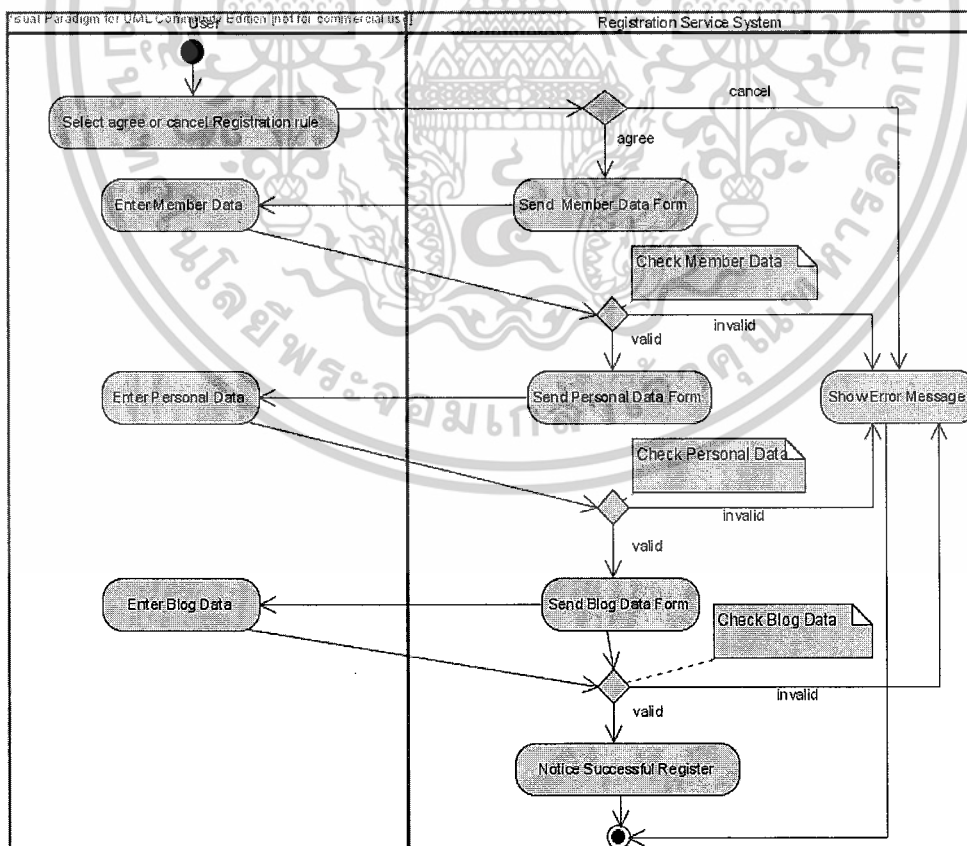 Visual Paradigm for UML Community Edition [not for commercial use]
User
Registration Service System
Select agree or cancel Registration rule
cancel
agree
Enter Member Data
Send Member Data Form
Check Member Data
invalid
valid
Enter Personal Data
Send Personal Data Form
Show Error Message
Check Personal Data
invalid
valid
Enter Blog Data
Send Blog Data Form
Check Blog Data
invalid
valid
Notice Successful Register